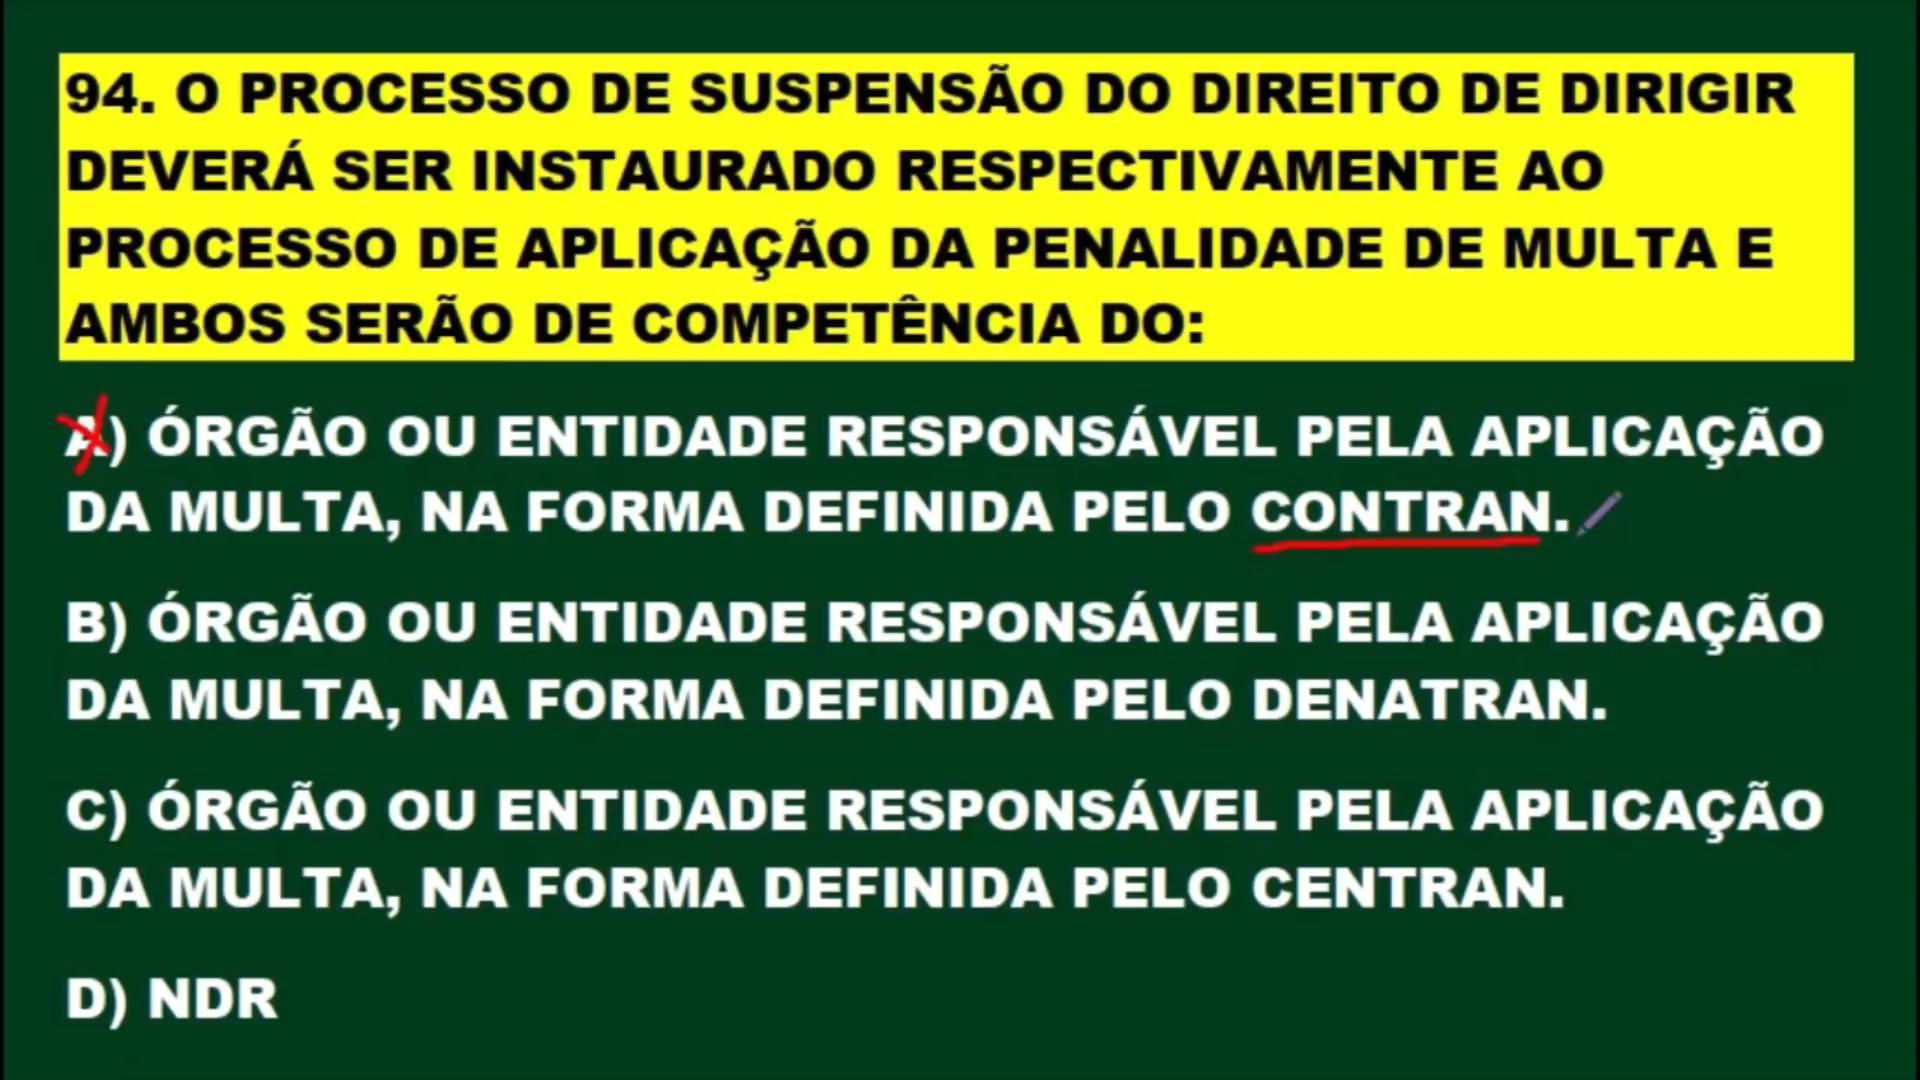 94. O PROCESSO DE SUSPENSÃO DO DIREITO DE DIRIGIR
DEVERÁ SER INSTAURADO RESPECTIVAMENTE AO
PROCESSO DE APLICAÇÃO DA PENALIDADE DE MULTA E
AMBOS SERÃO DE COMPETÊNCIA DO:
A) ÓRGÃO OU ENTIDADE RESPONSÁVEL PELA APLICAÇÃO
DA MULTA, NA FORMA DEFINIDA PELO CONTRAN.
B) ÓRGÃO OU ENTIDADE RESPONSÁVEL PELA APLICAÇÃO
DA MULTA, NA FORMA DEFINIDA PELO DENATRAN.
C) ÓRGÃO OU ENTIDADE RESPONSÁVEL PELA APLICAÇÃO
DA MULTA, NA FORMA DEFINIDA PELO CENTRAN.
D) NDR